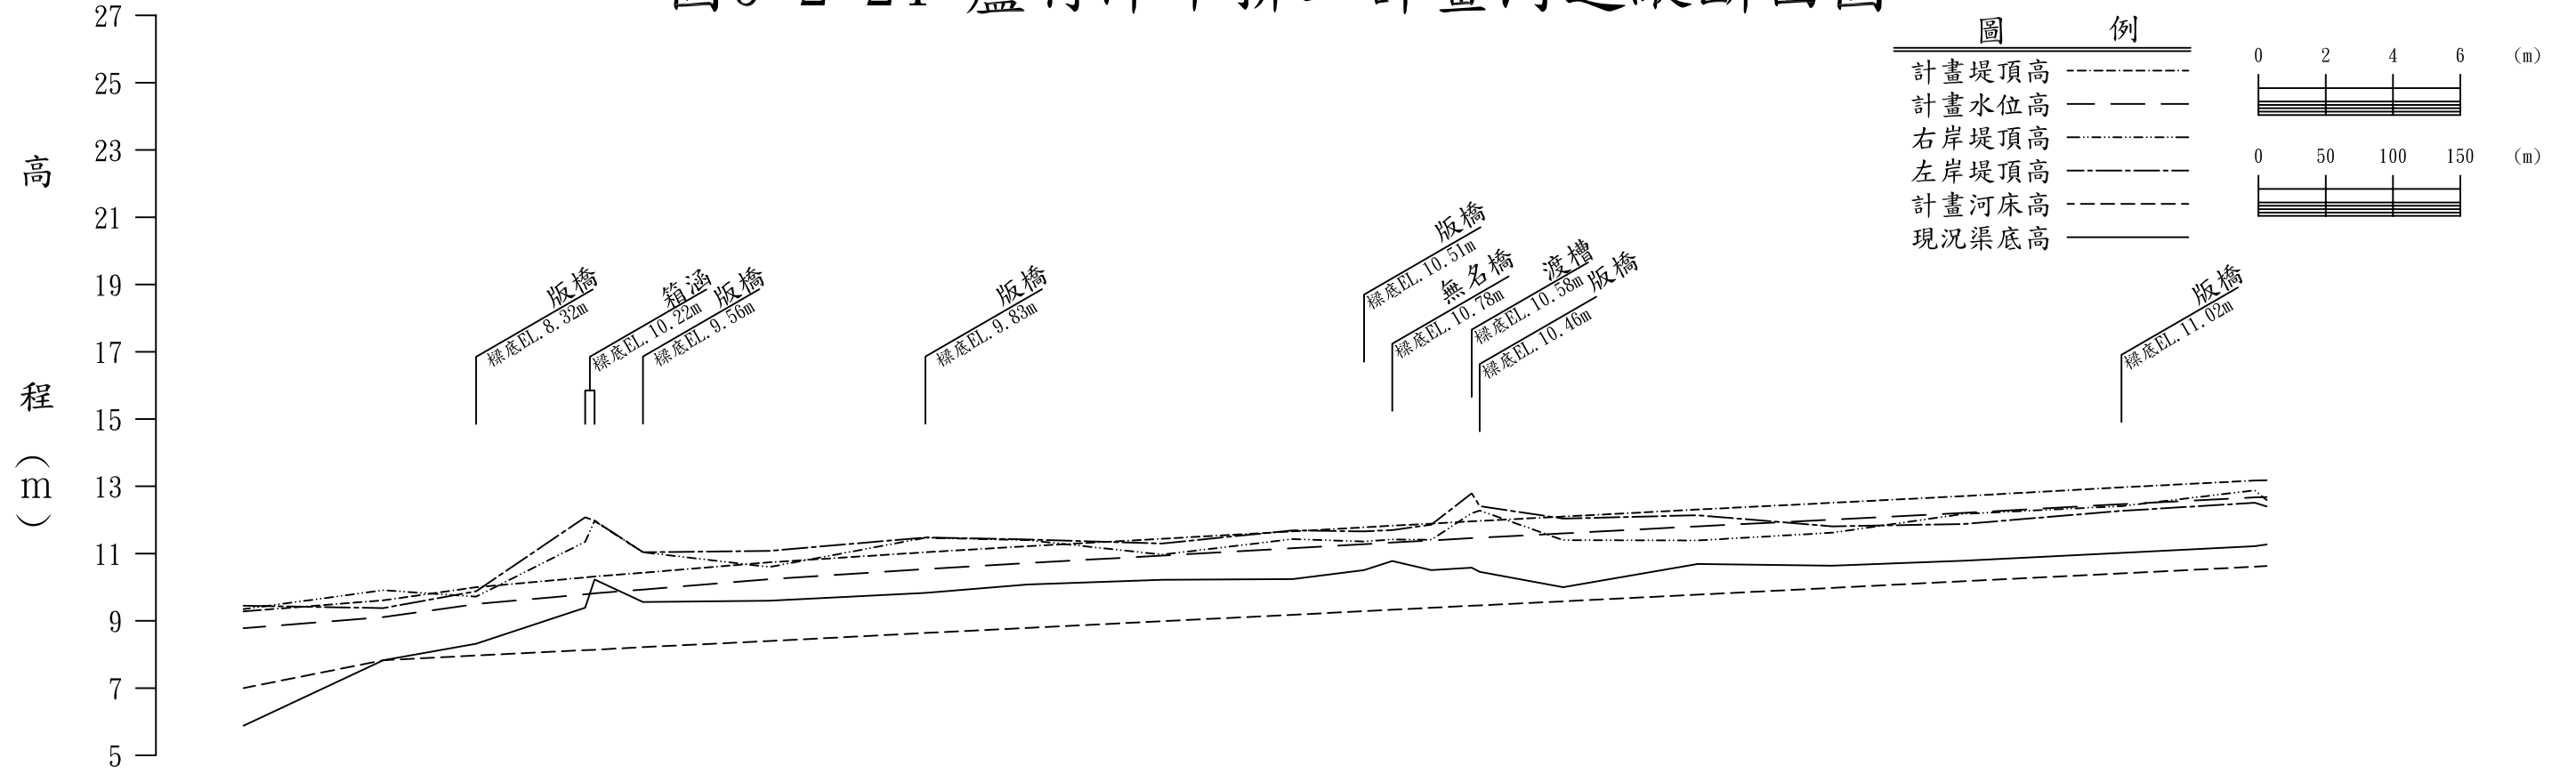 圖 例
計畫堤頂高
計畫水位高
右岸堤頂高
左岸堤頂高
計畫河床高
現況渠底高
0 2 4 6 (m)
0 50 100 150 (m)
高程(m)
27
25
23
21
19
17
15
13
11
9
7
5
版橋
樑底EL.8.32m
箱涵
樑底EL.10.22m
版橋
樑底EL.9.56m
版橋
樑底EL.9.83m
版橋
樑底EL.10.51m
無名橋
樑底EL.10.78m
渡槽
樑底EL.10.58m
版橋
樑底EL.10.46m
版橋
樑底EL.11.02m